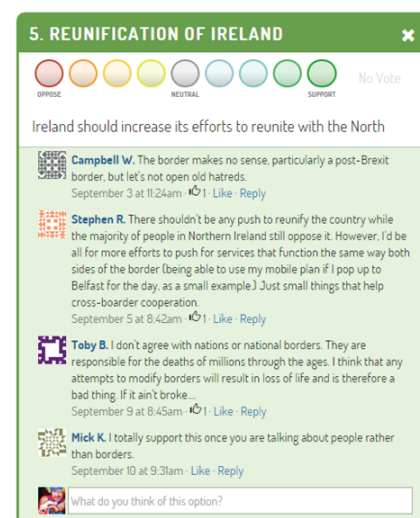 5. REUNIFICATION OF IRELAND
No Vote
OPPOSE NEUTRAL SUPPORT
Ireland should increase its efforts to reunite with the North
Campbell W. The border makes no sense, particularly a post-Brexit
border, but let's not open old hatreds.
September 3 at 11:24am · 1 · Like · Reply
Stephen R. There shouldn't be any push to reunify the country while
the majority of people in Northern Ireland still oppose it. However, I'd be
all for more efforts to push for services that function the same way both
sides of the border (being able to use my mobile plan if I pop up to
Belfast for the day, as a small example.) Just small things that help
cross-boarder cooperation.
September 5 at 8:42am · 1 · Like · Reply
Toby B. I don't agree with nations or national borders. They are
responsible for the deaths of millions through the ages. I think that any
attempts to modify borders will result in loss of life and is therefore a
bad thing. If it ain't broke....
September 9 at 8:45am · 1 · Like · Reply
Mick K. I totally support this once you are talking about people rather
than borders.
September 10 at 9:31am · Like · Reply
What do you think of this option?